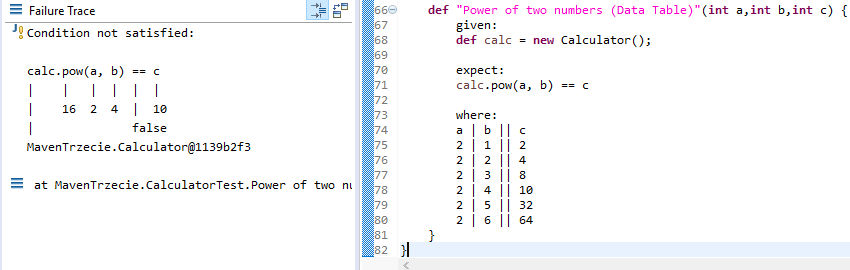 Failure Trace
Condition not satisfied:
calc.pow(a, b) == c
|    |   |  |  |  |
|    16  2  4  |  10
|              false
MavenTrzecie.Calculator@1139b2f3
at MavenTrzecie.CalculatorTest.Power of two nu
66 def "Power of two numbers (Data Table)"(int a,int b,int c) {
67 given:
68 def calc = new Calculator();
69
70 expect:
71 calc.pow(a, b) == c
72
73 where:
74 a | b || c
75 2 | 1 || 2
76 2 | 2 || 4
77 2 | 3 || 8
78 2 | 4 || 10
79 2 | 5 || 32
80 2 | 6 || 64
81 }
82 }